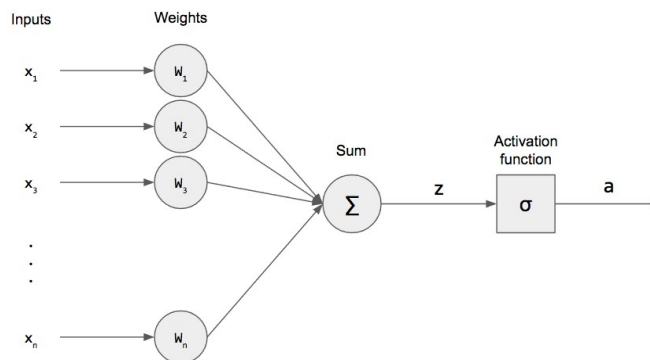 Inputs
Weights
x₁
W₁
x₂
W₂
x₃
W₃
Sum
Σ
z
Activation
function
σ
a
.
.
.
xₙ
Wₙ